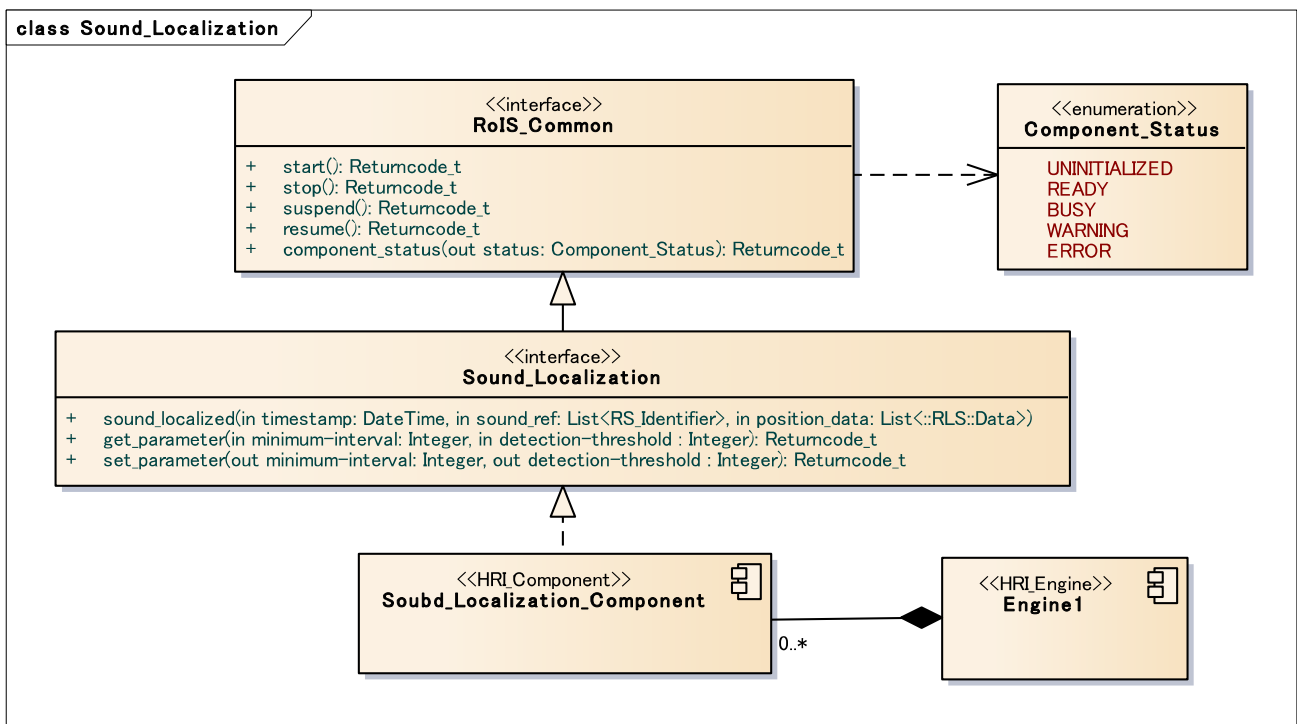 class Sound_Localization
<<interface>>
RoIS_Common
+ start(): Returncode_t
+ stop(): Returncode_t
+ suspend(): Returncode_t
+ resume(): Returncode_t
+ component_status(out status: Component_Status): Returncode_t
<<enumeration>>
Component_Status
UNINITIALIZED
READY
BUSY
WARNING
ERROR
<<interface>>
Sound_Localization
+ sound_localized(in timestamp: DateTime, in sound_ref: List<RS_Identifier>, in position_data: List<::RLS::Data>)
+ get_parameter(in minimum-interval: Integer, in detection-threshold : Integer): Returncode_t
+ set_parameter(out minimum-interval: Integer, out detection-threshold : Integer): Returncode_t
<<HRI_Component>>
Soubd_Localization_Component
0..*
<<HRI_Engine>>
Engine1